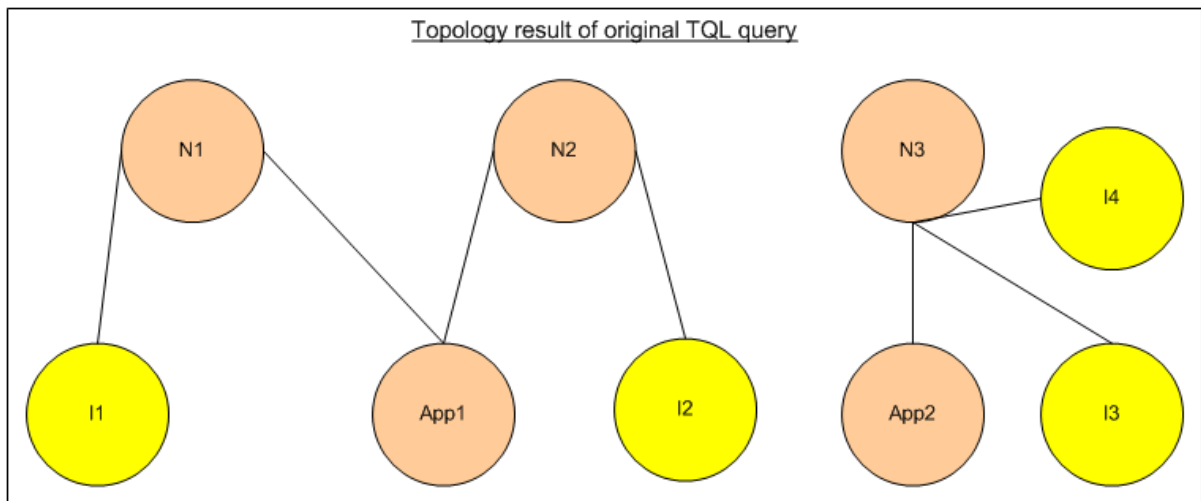 Topology result of original TQL query
N1
N2
N3
I4
I1
App1
I2
App2
I3